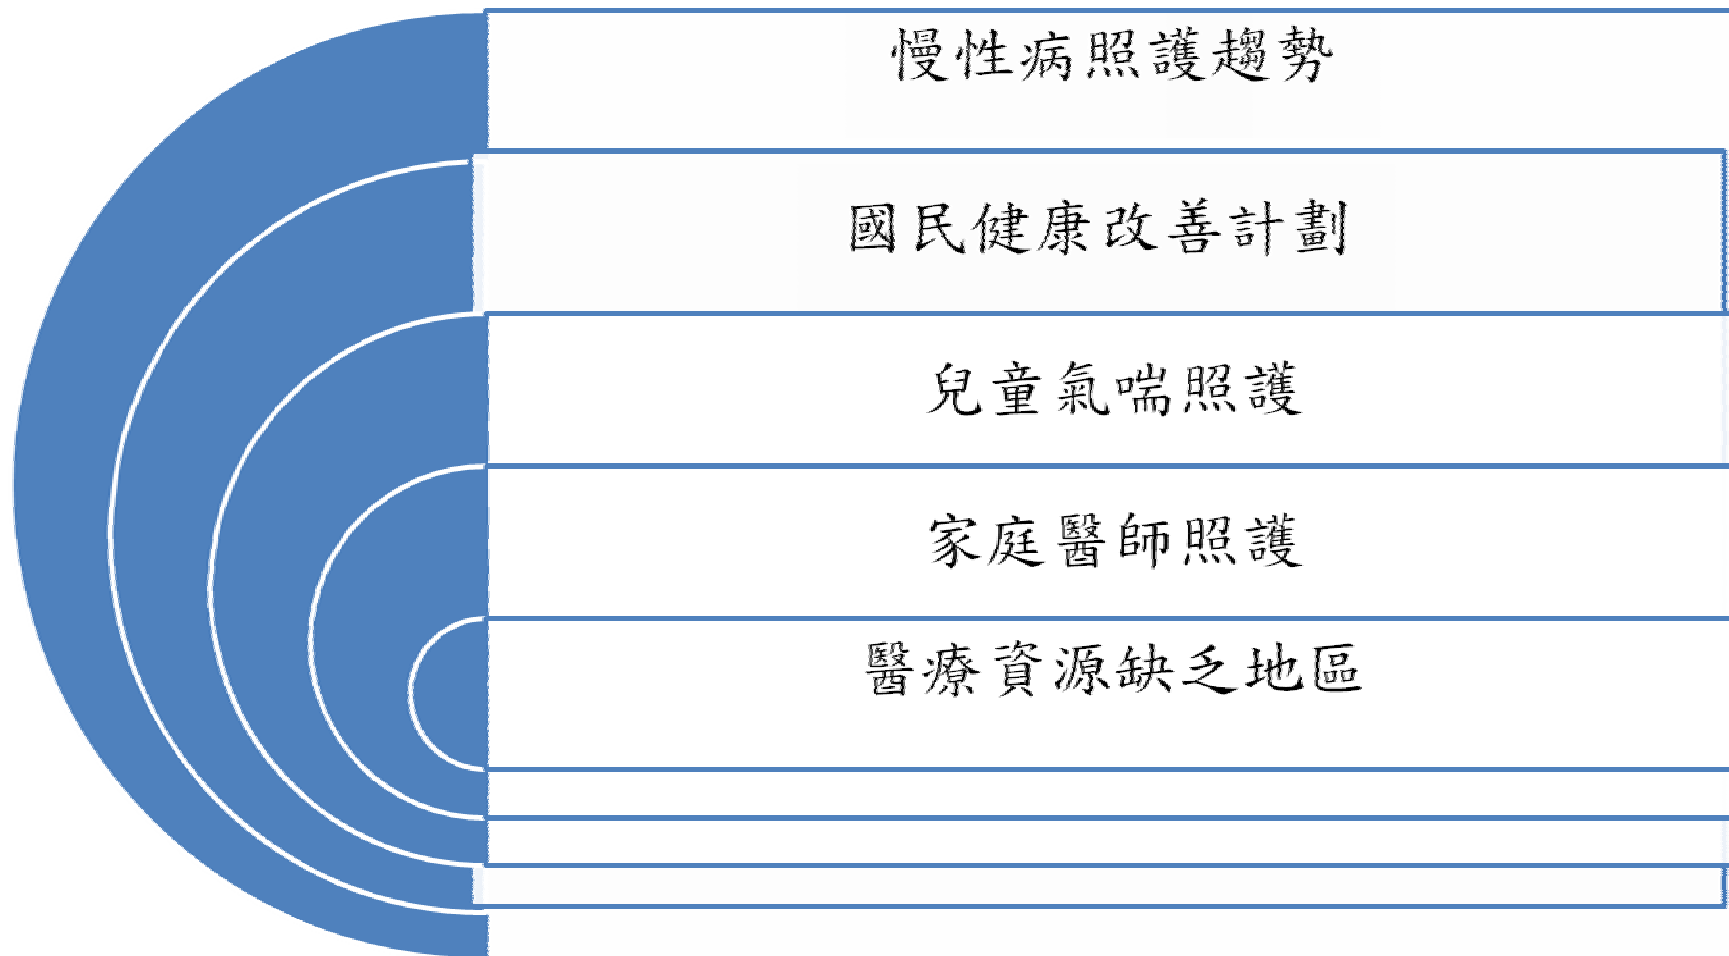 慢性病照護趨勢
國民健康改善計劃
兒童氣喘照護
家庭醫師照護
醫療資源缺乏地區